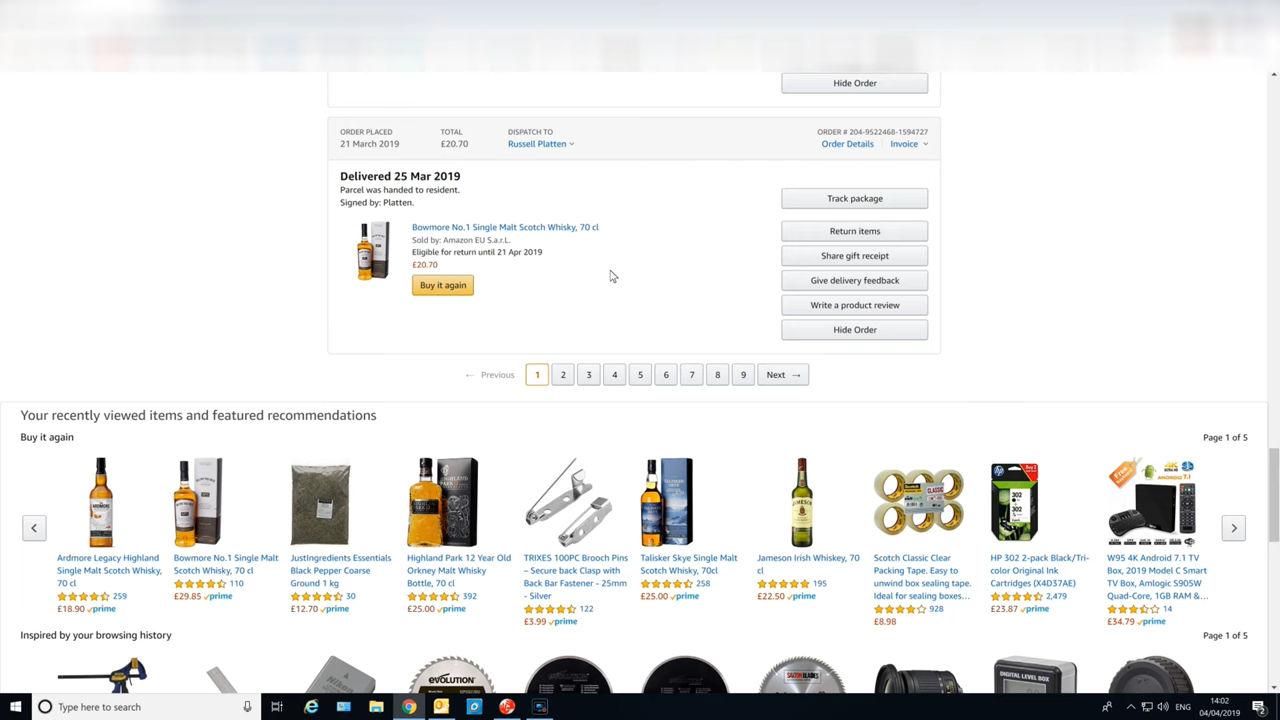 Hide Order
ORDER PLACED TOTAL DISPATCH TO ORDER # 204-9522468-1594727
21 March 2019 £20.70 Russell Platten Order Details Invoice
Delivered 25 Mar 2019
Parcel was handed to resident.
Signed by: Platten.
Track package
Bowmore No.1 Single Malt Scotch Whisky, 70 cl
Sold by: Amazon EU S.a.r.L.
Eligible for return until 21 Apr 2019
£20.70
Buy it again
Return items
Share gift receipt
Give delivery feedback
Write a product review
Hide Order
← Previous 1 2 3 4 5 6 7 8 9 Next →
Your recently viewed items and featured recommendations
Buy it again Page 1 of 5
Ardmore Legacy Highland
Single Malt Scotch Whisky,
70 cl
259
£18.90 prime
Bowmore No.1 Single Malt
Scotch Whisky, 70 cl
110
£29.85 prime
JustIngredients Essentials
Black Pepper Coarse
Ground 1 kg
30
£12.70 prime
Highland Park 12 Year Old
Orkney Malt Whisky
Bottle, 70 cl
392
£25.00 prime
TRIXES 100PC Brooch Pins
– Secure back Clasp with
Back Bar Fastener - 25mm
- Silver
122
£3.99 prime
Talisker Skye Single Malt
Scotch Whisky, 70cl
258
£25.00 prime
Jameson Irish Whiskey, 70
cl
195
£22.50 prime
Scotch Classic Clear
Packing Tape. Easy to
unwind box sealing tape.
Ideal for sealing boxes…
928
£8.98
HP 302 2-pack Black/Tri-
color Original Ink
Cartridges (X4D37AE)
2,479
£23.87 prime
W95 4K Android 7.1 TV
Box, 2019 Model C Smart
TV Box, Amlogic S905W
Quad-Core, 1GB RAM &…
14
£34.79 prime
Inspired by your browsing history Page 1 of 5
EVOLUTION
SAXTON BLADES
DIGITAL LEVEL BOX
Type here to search
ENG
14:02
04/04/2019
2